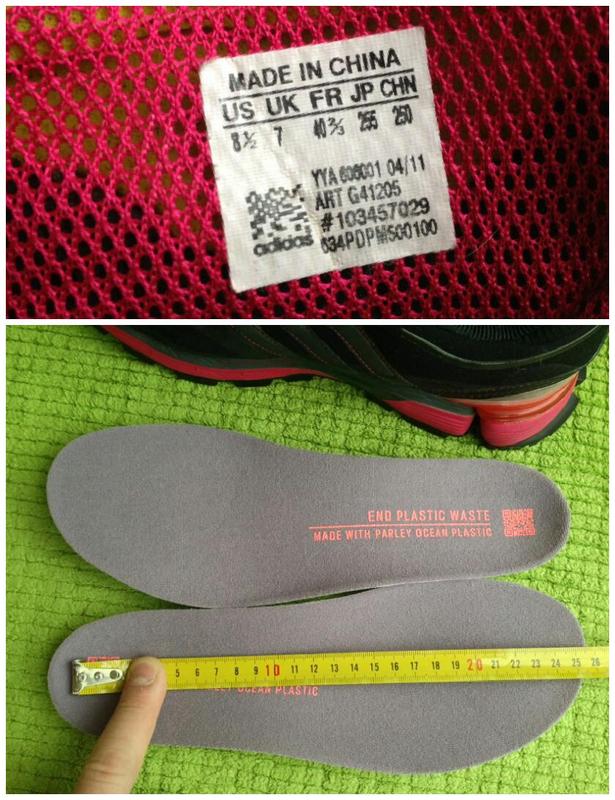 MADE IN CHINA
US UK FR JP CHN
8½ 7 40⅔ 255 250
YYA 606001 04/11
ART G41205
#103457029
634PDPMS00100
adidas
END PLASTIC WASTE
MADE WITH PARLEY OCEAN PLASTIC
5 6 7 8 9 10 11 12 13 14 15 16 17 18 19 20 21 22 23 24 25 26
OCEAN PLASTIC